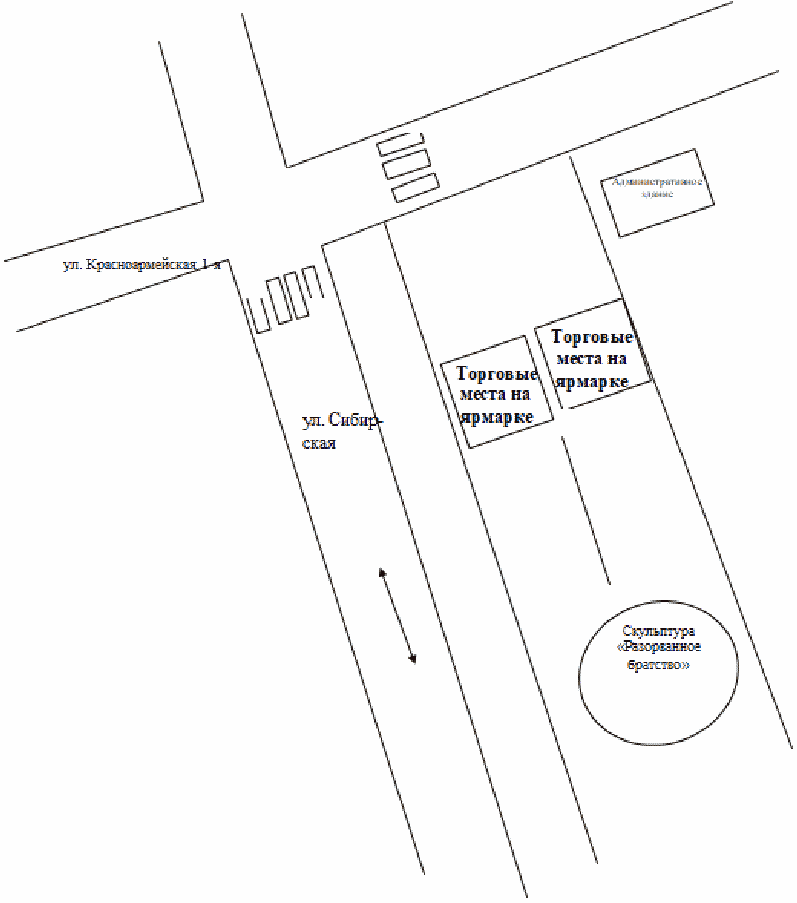 Административное
здание
ул. Красноармейская 1-я
Торговые
места на
ярмарке
Торговые
места на
ярмарке
ул. Сибир-
ская
Скульптура
«Разорванное
братство»